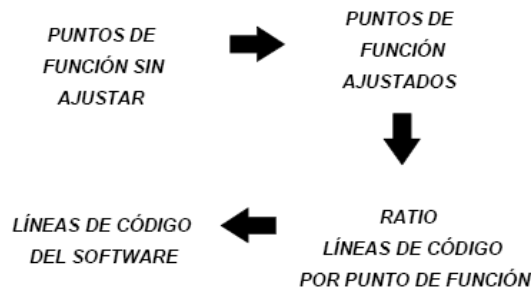 PUNTOS DE
FUNCIÓN SIN
AJUSTAR
PUNTOS DE
FUNCIÓN
AJUSTADOS
RATIO
LÍNEAS DE CÓDIGO
POR PUNTO DE FUNCIÓN
LÍNEAS DE CÓDIGO
DEL SOFTWARE